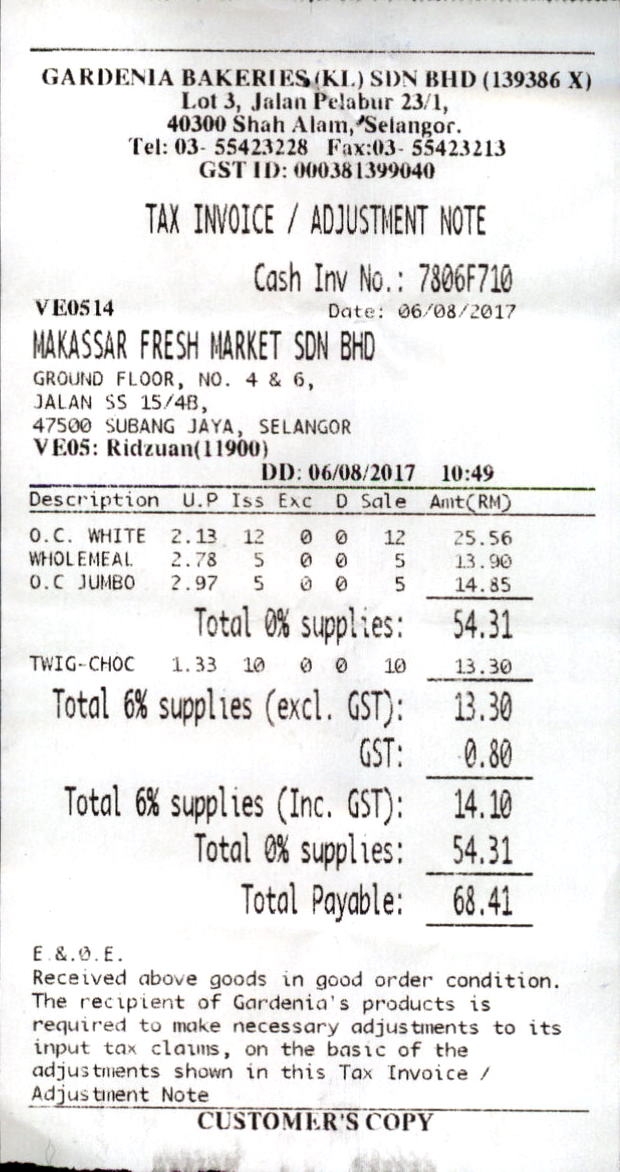 GARDENIA BAKERIES (KL) SDN BHD (139386 X)
Lot 3, Jalan Pelabur 23/1,
40300 Shah Alam, Selangor.
Tel: 03- 55423228 Fax:03- 55423213
GST ID: 000381399040
TAX INVOICE / ADJUSTMENT NOTE
Cash Inv No.: 7806F710
VE0514 Date: 06/08/2017
MAKASSAR FRESH MARKET SDN BHD
GROUND FLOOR, NO. 4 & 6,
JALAN SS 15/4B,
47500 SUBANG JAYA, SELANGOR
VE05: Ridzuan(11900)
DD: 06/08/2017 10:49
Description U.P Iss Exc D Sale Amt(RM)
O.C. WHITE 2.13 12 0 0 12 25.56
WHOLEMEAL 2.78 5 0 0 5 13.90
O.C JUMBO 2.97 5 0 0 5 14.85
Total 0% supplies: 54.31
TWIG-CHOC 1.33 10 0 0 10 13.30
Total 6% supplies (excl. GST): 13.30
GST: 0.80
Total 6% supplies (Inc. GST): 14.10
Total 0% supplies: 54.31
Total Payable: 68.41
E.&.O.E.
Received above goods in good order condition.
The recipient of Gardenia's products is
required to make necessary adjustments to its
input tax claims, on the basic of the
adjustments shown in this Tax Invoice /
Adjustment Note
CUSTOMER'S COPY